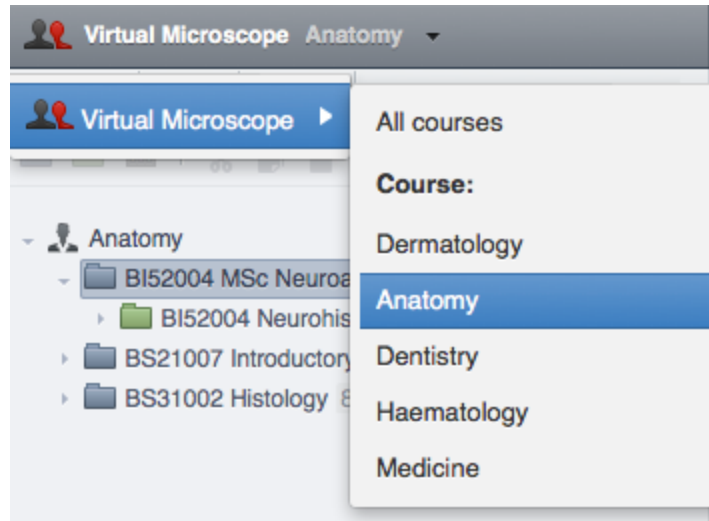 Virtual Microscope Anatomy
Virtual Microscope
All courses
Course:
Dermatology
Anatomy
Dentistry
Haematology
Medicine
Anatomy
BI52004 MSc Neuroa
BI52004 Neurohis
BS21007 Introductory
BS31002 Histology